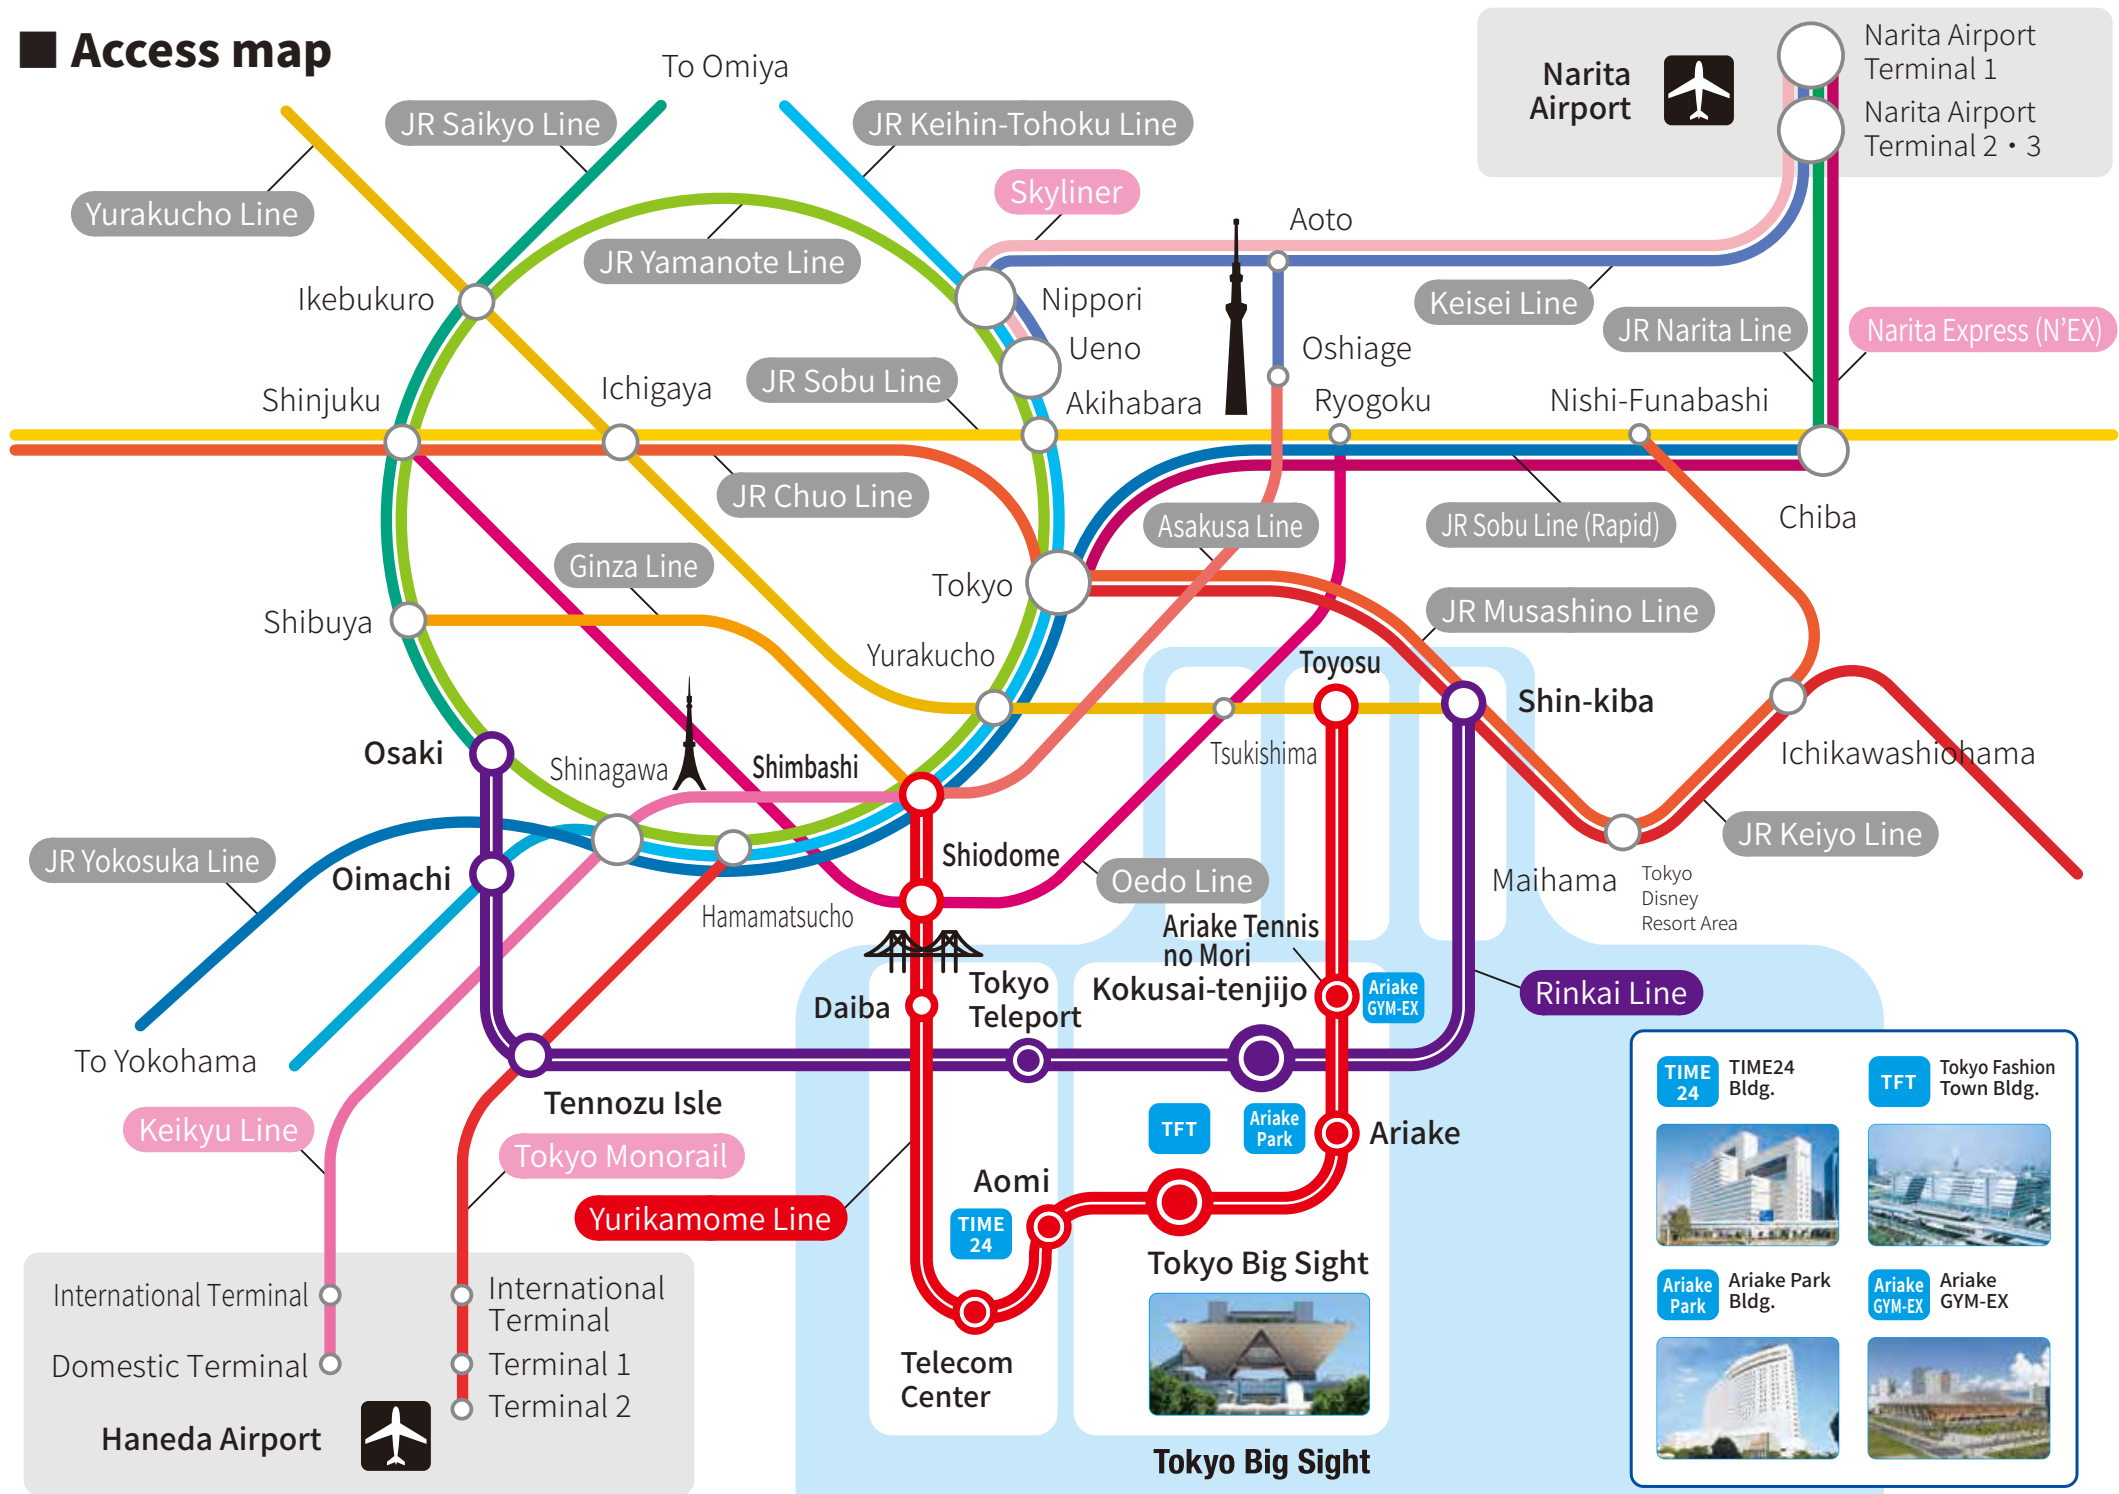 ■ Access map
To Omiya
Narita
Airport
Narita Airport
Terminal 1
Narita Airport
Terminal 2・3
JR Saikyo Line
JR Keihin-Tohoku Line
Yurakucho Line
Skyliner
JR Yamanote Line
Aoto
Ikebukuro
Nippori
Keisei Line
JR Narita Line
Narita Express (N'EX)
Ueno
Oshiage
Shinjuku
Ichigaya
JR Sobu Line
Akihabara
Ryogoku
Nishi-Funabashi
JR Chuo Line
Asakusa Line
JR Sobu Line (Rapid)
Chiba
Ginza Line
Tokyo
JR Musashino Line
Shibuya
Yurakucho
Toyosu
Shin-kiba
Osaki
Shinagawa
Shimbashi
Tsukishima
Ichikawashiohama
JR Yokosuka Line
Oimachi
Shiodome
Oedo Line
Maihama
Tokyo
Disney
Resort Area
JR Keiyo Line
Hamamatsucho
Ariake Tennis
no Mori
Kokusai-tenjijo
Ariake
GYM-EX
Daiba
Tokyo
Teleport
Rinkai Line
To Yokohama
Tennozu Isle
Keikyu Line
Tokyo Monorail
TFT
Ariake
Park
Ariake
Aomi
TIME
24
Yurikamome Line
Tokyo Big Sight
Telecom
Center
Tokyo Big Sight
International Terminal
Domestic Terminal
International
Terminal
Terminal 1
Terminal 2
Haneda Airport
TIME
24
TIME24
Bldg.
TFT
Tokyo Fashion
Town Bldg.
Ariake
Park
Ariake Park
Bldg.
Ariake
GYM-EX
Ariake
GYM-EX